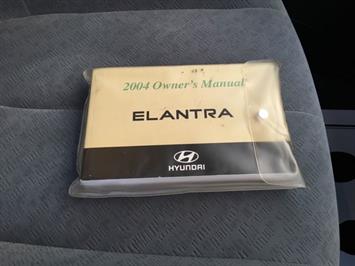 2004 Owner's Manual
ELANTRA
HYUNDAI